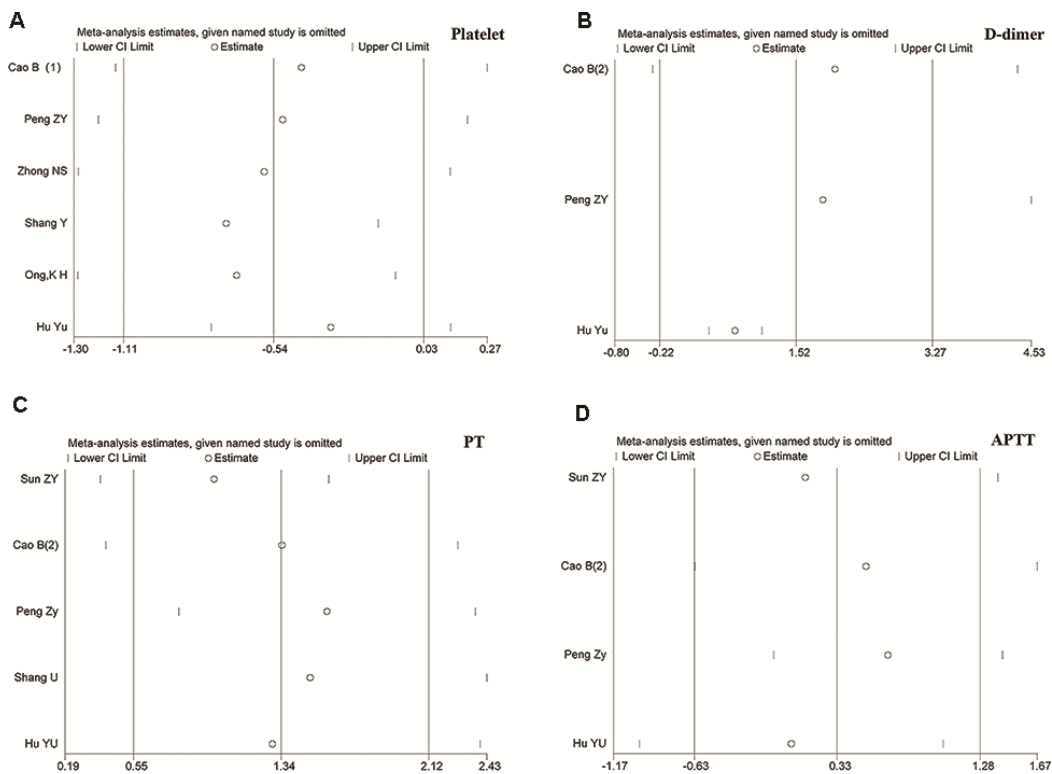 A
Meta-analysis estimates, given named study is omitted
Platelet
Lower CI Limit Estimate Upper CI Limit
Cao B (1)
Peng ZY
Zhong NS
Shang Y
Ong,K H
Hu Yu
-1.30 -1.11 -0.54 0.03 0.27
B
Meta-analysis estimates, given named study is omitted
D-dimer
Lower CI Limit Estimate Upper CI Limit
Cao B(2)
Peng ZY
Hu Yu
-0.80 -0.22 1.52 3.27 4.53
C
Meta-analysis estimates, given named study is omitted
PT
Lower CI Limit Estimate Upper CI Limit
Sun ZY
Cao B(2)
Peng Zy
Shang U
Hu YU
0.19 0.55 1.34 2.12 2.43
D
Meta-analysis estimates, given named study is omitted
APTT
Lower CI Limit Estimate Upper CI Limit
Sun ZY
Cao B(2)
Peng Zy
Hu YU
-1.17 -0.63 0.33 1.28 1.67